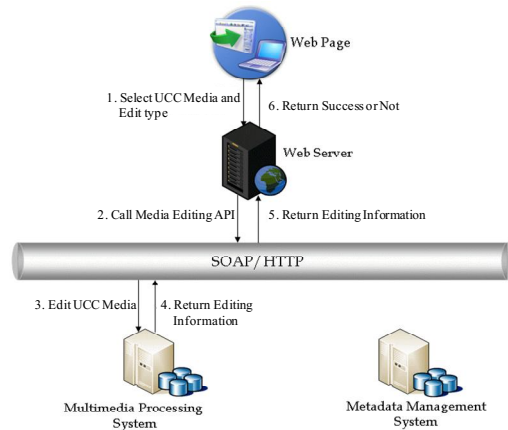 Web Page
1. Select UCC Media and
Edit type
6. Return Success or Not
Web Server
2. Call Media Editing API
5. Return Editing Information
SOAP/HTTP
3. Edit UCC Media
4. Return Editing
Information
Multimedia Processing
System
Metadata Management
System